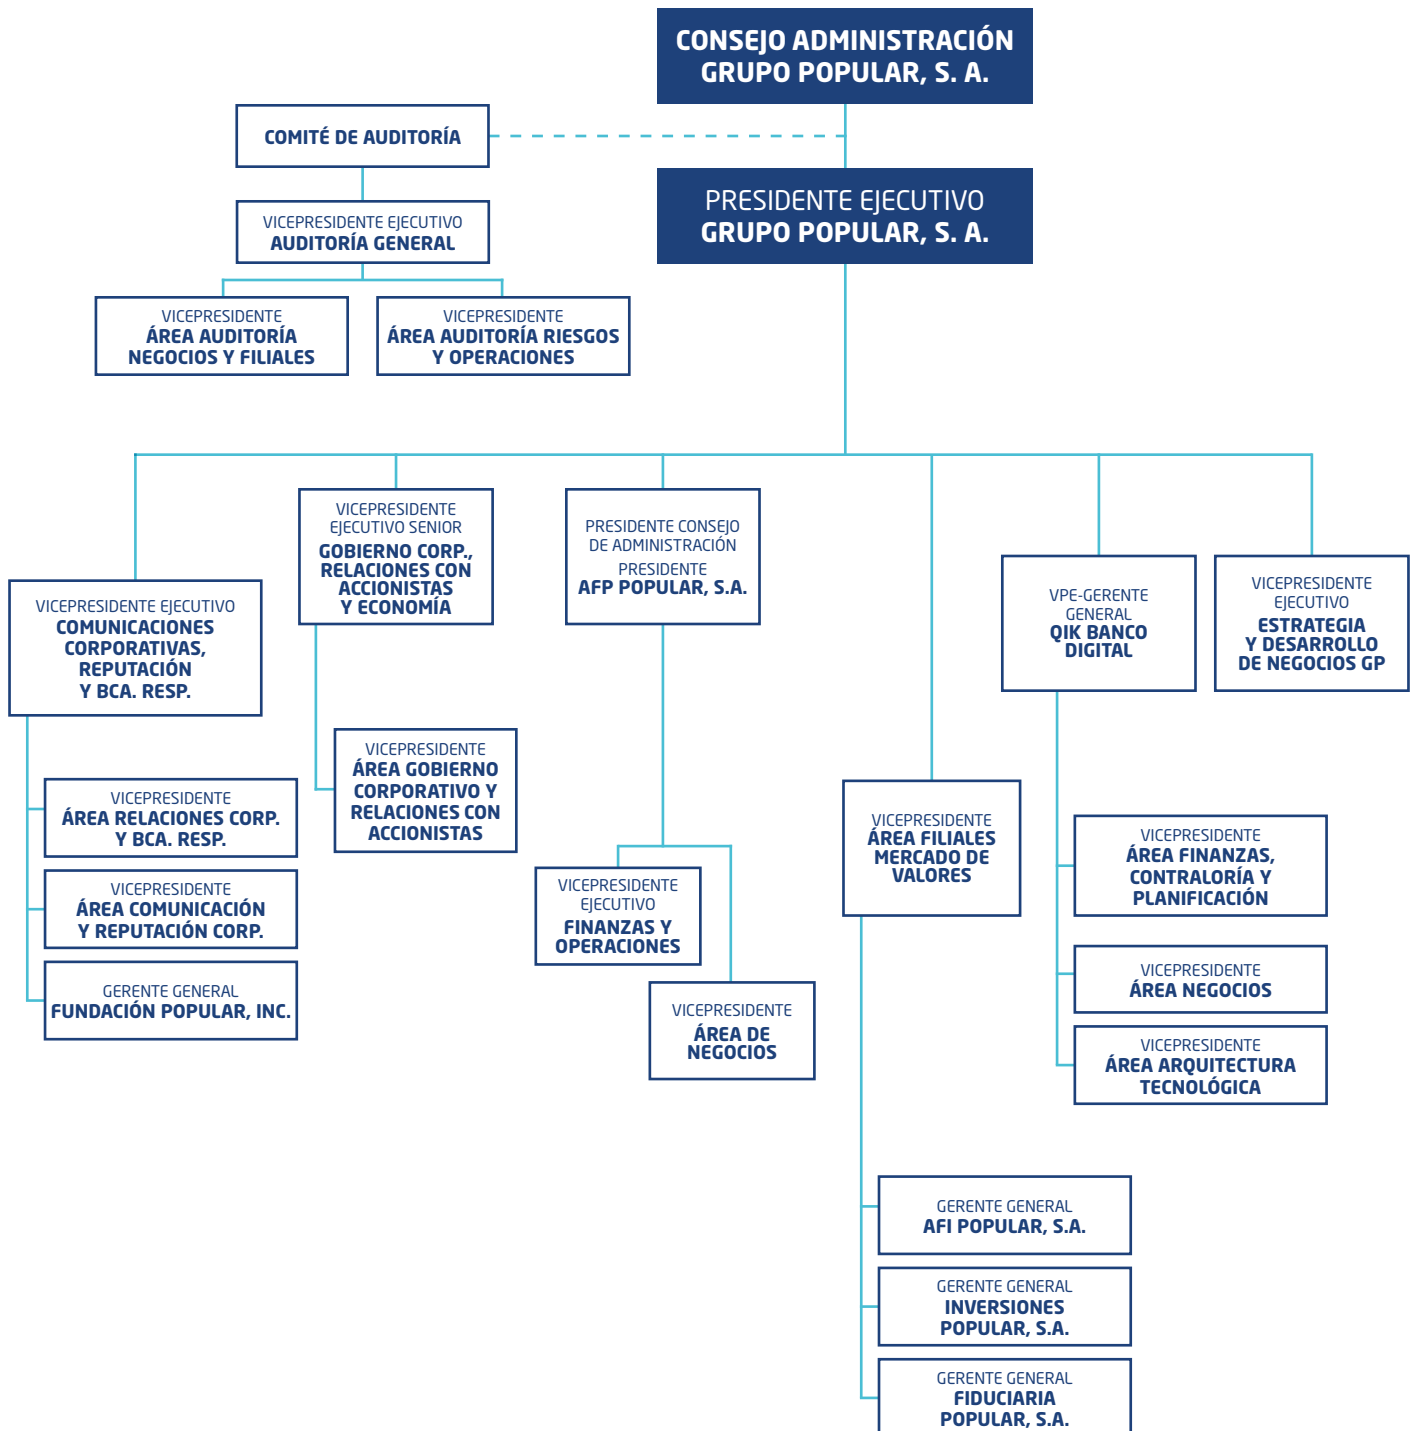 CONSEJO ADMINISTRACIÓN
GRUPO POPULAR, S. A.
COMITÉ DE AUDITORÍA
PRESIDENTE EJECUTIVO
GRUPO POPULAR, S. A.
VICEPRESIDENTE EJECUTIVO
AUDITORÍA GENERAL
VICEPRESIDENTE
ÁREA AUDITORÍA
NEGOCIOS Y FILIALES
VICEPRESIDENTE
ÁREA AUDITORÍA RIESGOS
Y OPERACIONES
VICEPRESIDENTE EJECUTIVO
COMUNICACIONES
CORPORATIVAS,
REPUTACIÓN
Y BCA. RESP.
VICEPRESIDENTE
ÁREA RELACIONES CORP.
Y BCA. RESP.
VICEPRESIDENTE
ÁREA COMUNICACIÓN
Y REPUTACIÓN CORP.
GERENTE GENERAL
FUNDACIÓN POPULAR, INC.
VICEPRESIDENTE
EJECUTIVO SENIOR
GOBIERNO CORP.,
RELACIONES CON
ACCIONISTAS
Y ECONOMÍA
VICEPRESIDENTE
ÁREA GOBIERNO
CORPORATIVO Y
RELACIONES CON
ACCIONISTAS
PRESIDENTE CONSEJO
DE ADMINISTRACIÓN
PRESIDENTE
AFP POPULAR, S.A.
VICEPRESIDENTE
EJECUTIVO
FINANZAS Y
OPERACIONES
VICEPRESIDENTE
ÁREA DE
NEGOCIOS
VICEPRESIDENTE
ÁREA FILIALES
MERCADO DE
VALORES
GERENTE GENERAL
AFI POPULAR, S.A.
GERENTE GENERAL
INVERSIONES
POPULAR, S.A.
GERENTE GENERAL
FIDUCIARIA
POPULAR, S.A.
VPE-GERENTE
GENERAL
QIK BANCO
DIGITAL
VICEPRESIDENTE
ÁREA FINANZAS,
CONTRALORÍA Y
PLANIFICACIÓN
VICEPRESIDENTE
ÁREA NEGOCIOS
VICEPRESIDENTE
ÁREA ARQUITECTURA
TECNOLÓGICA
VICEPRESIDENTE
EJECUTIVO
ESTRATEGIA
Y DESARROLLO
DE NEGOCIOS GP